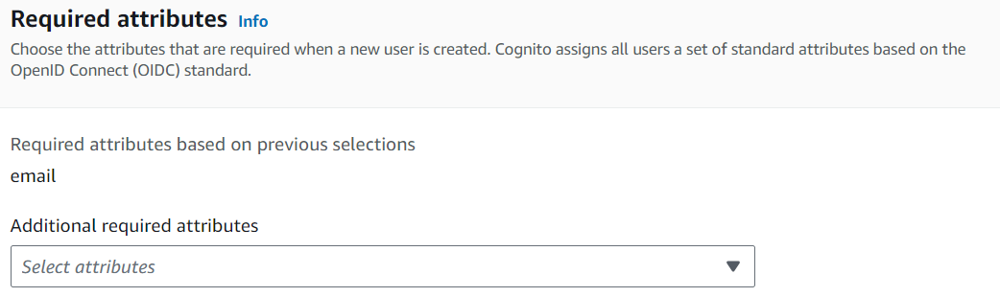 Required attributes Info
Choose the attributes that are required when a new user is created. Cognito assigns all users a set of standard attributes based on the
OpenID Connect (OIDC) standard.
Required attributes based on previous selections
email
Additional required attributes
Select attributes